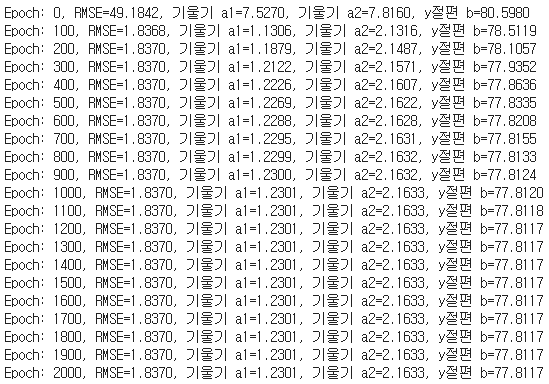 Epoch: 0, RMSE=49.1842, 기울기 a1=7.5270, 기울기 a2=7.8160, y절편 b=80.5980
Epoch: 100, RMSE=1.8368, 기울기 a1=1.1306, 기울기 a2=2.1316, y절편 b=78.5119
Epoch: 200, RMSE=1.8370, 기울기 a1=1.1879, 기울기 a2=2.1487, y절편 b=78.1057
Epoch: 300, RMSE=1.8370, 기울기 a1=1.2122, 기울기 a2=2.1571, y절편 b=77.9352
Epoch: 400, RMSE=1.8370, 기울기 a1=1.2226, 기울기 a2=2.1607, y절편 b=77.8636
Epoch: 500, RMSE=1.8370, 기울기 a1=1.2269, 기울기 a2=2.1622, y절편 b=77.8335
Epoch: 600, RMSE=1.8370, 기울기 a1=1.2288, 기울기 a2=2.1628, y절편 b=77.8208
Epoch: 700, RMSE=1.8370, 기울기 a1=1.2295, 기울기 a2=2.1631, y절편 b=77.8155
Epoch: 800, RMSE=1.8370, 기울기 a1=1.2299, 기울기 a2=2.1632, y절편 b=77.8133
Epoch: 900, RMSE=1.8370, 기울기 a1=1.2300, 기울기 a2=2.1632, y절편 b=77.8124
Epoch: 1000, RMSE=1.8370, 기울기 a1=1.2301, 기울기 a2=2.1633, y절편 b=77.8120
Epoch: 1100, RMSE=1.8370, 기울기 a1=1.2301, 기울기 a2=2.1633, y절편 b=77.8118
Epoch: 1200, RMSE=1.8370, 기울기 a1=1.2301, 기울기 a2=2.1633, y절편 b=77.8117
Epoch: 1300, RMSE=1.8370, 기울기 a1=1.2301, 기울기 a2=2.1633, y절편 b=77.8117
Epoch: 1400, RMSE=1.8370, 기울기 a1=1.2301, 기울기 a2=2.1633, y절편 b=77.8117
Epoch: 1500, RMSE=1.8370, 기울기 a1=1.2301, 기울기 a2=2.1633, y절편 b=77.8117
Epoch: 1600, RMSE=1.8370, 기울기 a1=1.2301, 기울기 a2=2.1633, y절편 b=77.8117
Epoch: 1700, RMSE=1.8370, 기울기 a1=1.2301, 기울기 a2=2.1633, y절편 b=77.8117
Epoch: 1800, RMSE=1.8370, 기울기 a1=1.2301, 기울기 a2=2.1633, y절편 b=77.8117
Epoch: 1900, RMSE=1.8370, 기울기 a1=1.2301, 기울기 a2=2.1633, y절편 b=77.8117
Epoch: 2000, RMSE=1.8370, 기울기 a1=1.2301, 기울기 a2=2.1633, y절편 b=77.8117